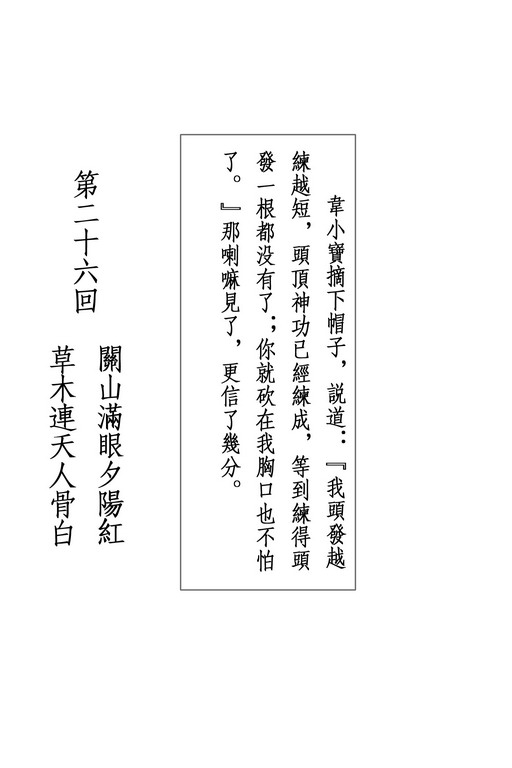 韋小寶摘下帽子，説道：『我頭發越
練越短，頭頂神功已經練成，等到練得頭
發一根都没有了；你就砍在我胸口也不怕
了。』那喇嘛見了，更信了幾分。
第二十六回
草木連天人骨白
關山滿眼夕陽紅